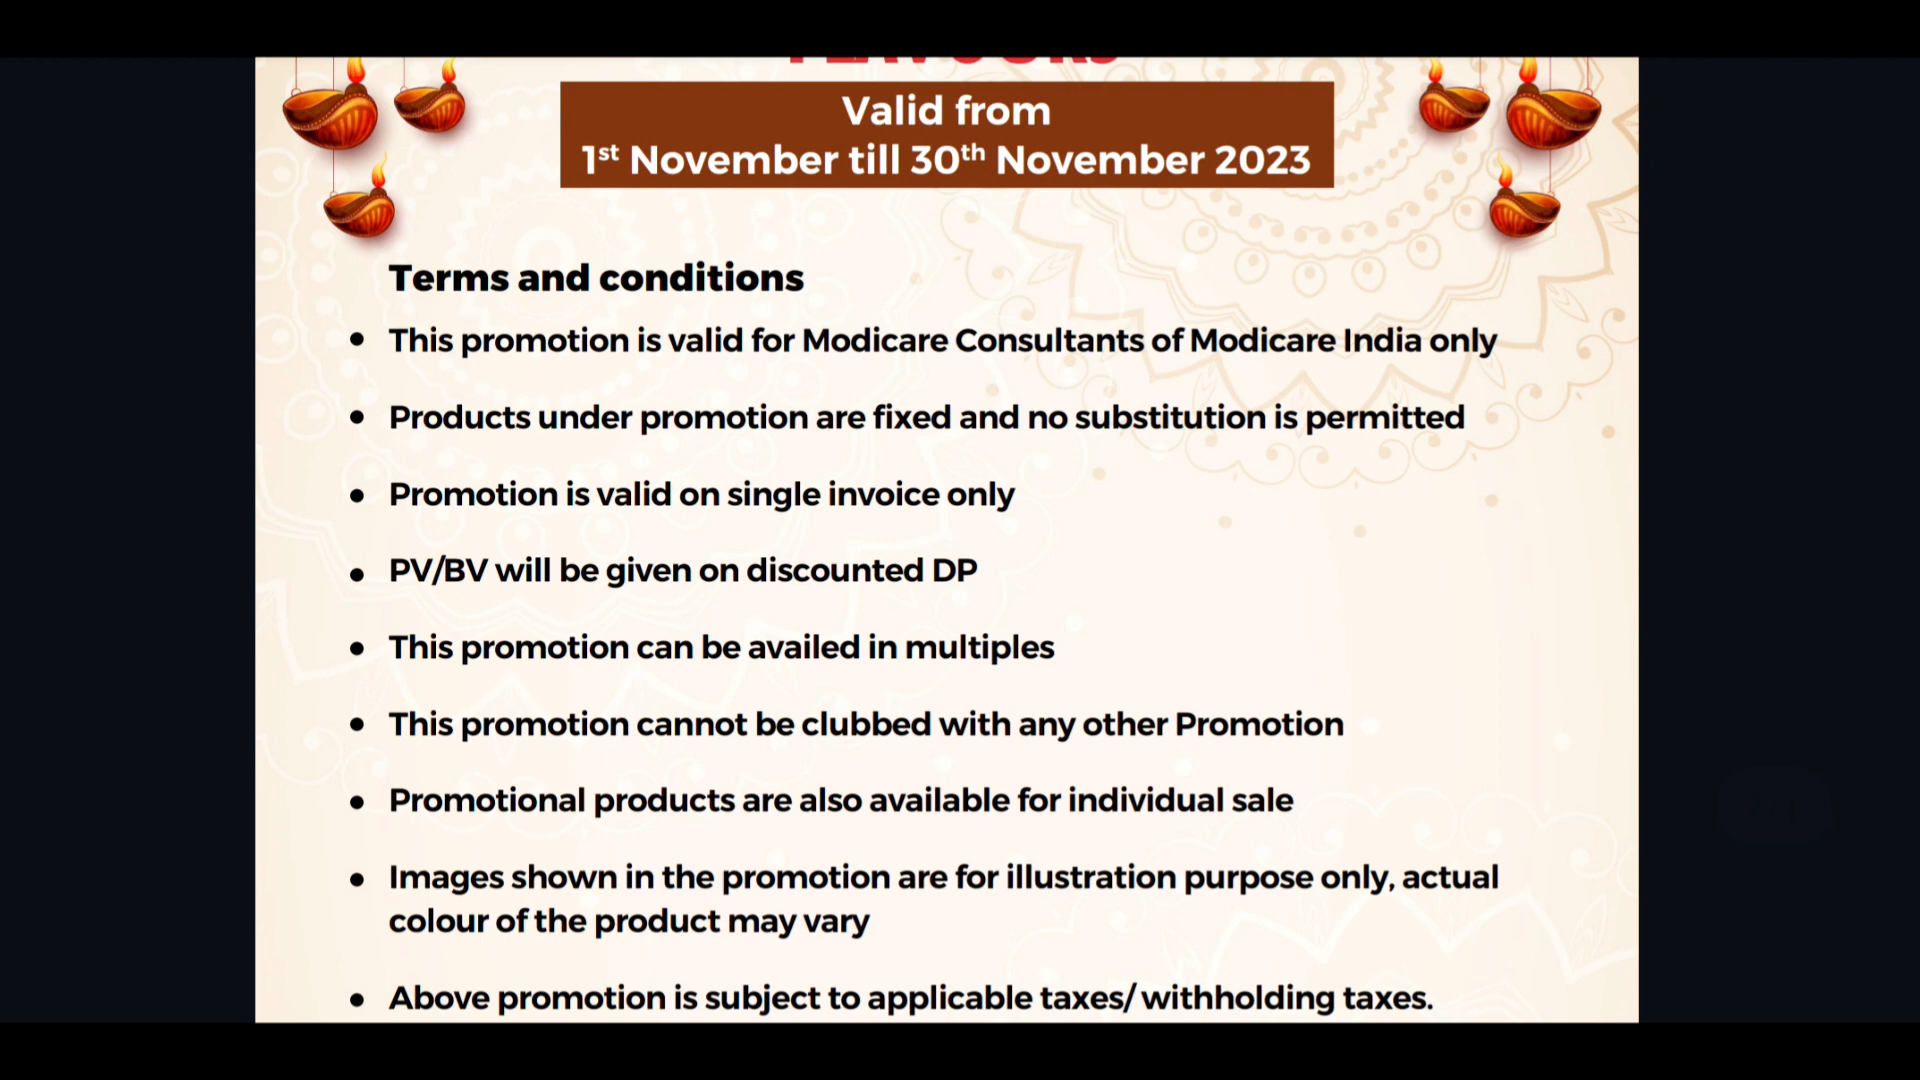 Valid from
1st November till 30th November 2023
Terms and conditions
• This promotion is valid for Modicare Consultants of Modicare India only
• Products under promotion are fixed and no substitution is permitted
• Promotion is valid on single invoice only
• PV/BV will be given on discounted DP
• This promotion can be availed in multiples
• This promotion cannot be clubbed with any other Promotion
• Promotional products are also available for individual sale
• Images shown in the promotion are for illustration purpose only, actual
colour of the product may vary
• Above promotion is subject to applicable taxes/withholding taxes.